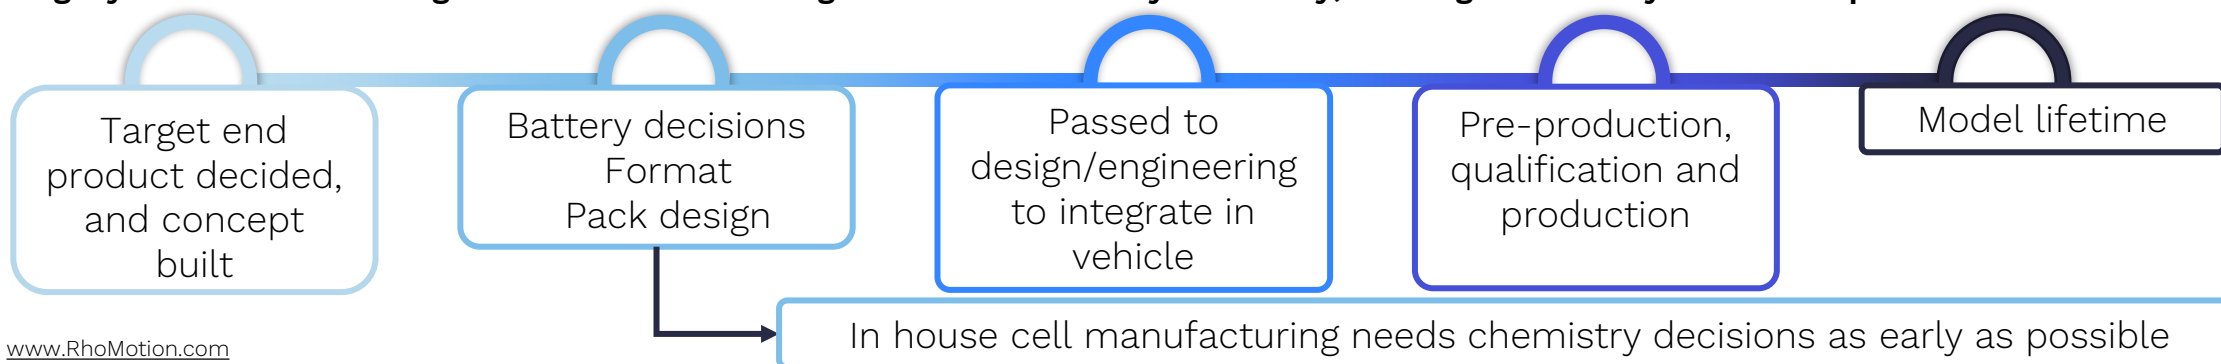 Target end
product decided,
and concept
built
Battery decisions
Format
Pack design
Passed to
design/engineering
to integrate in
vehicle
Pre-production,
qualification and
production
Model lifetime
In house cell manufacturing needs chemistry decisions as early as possible
www.RhoMotion.com